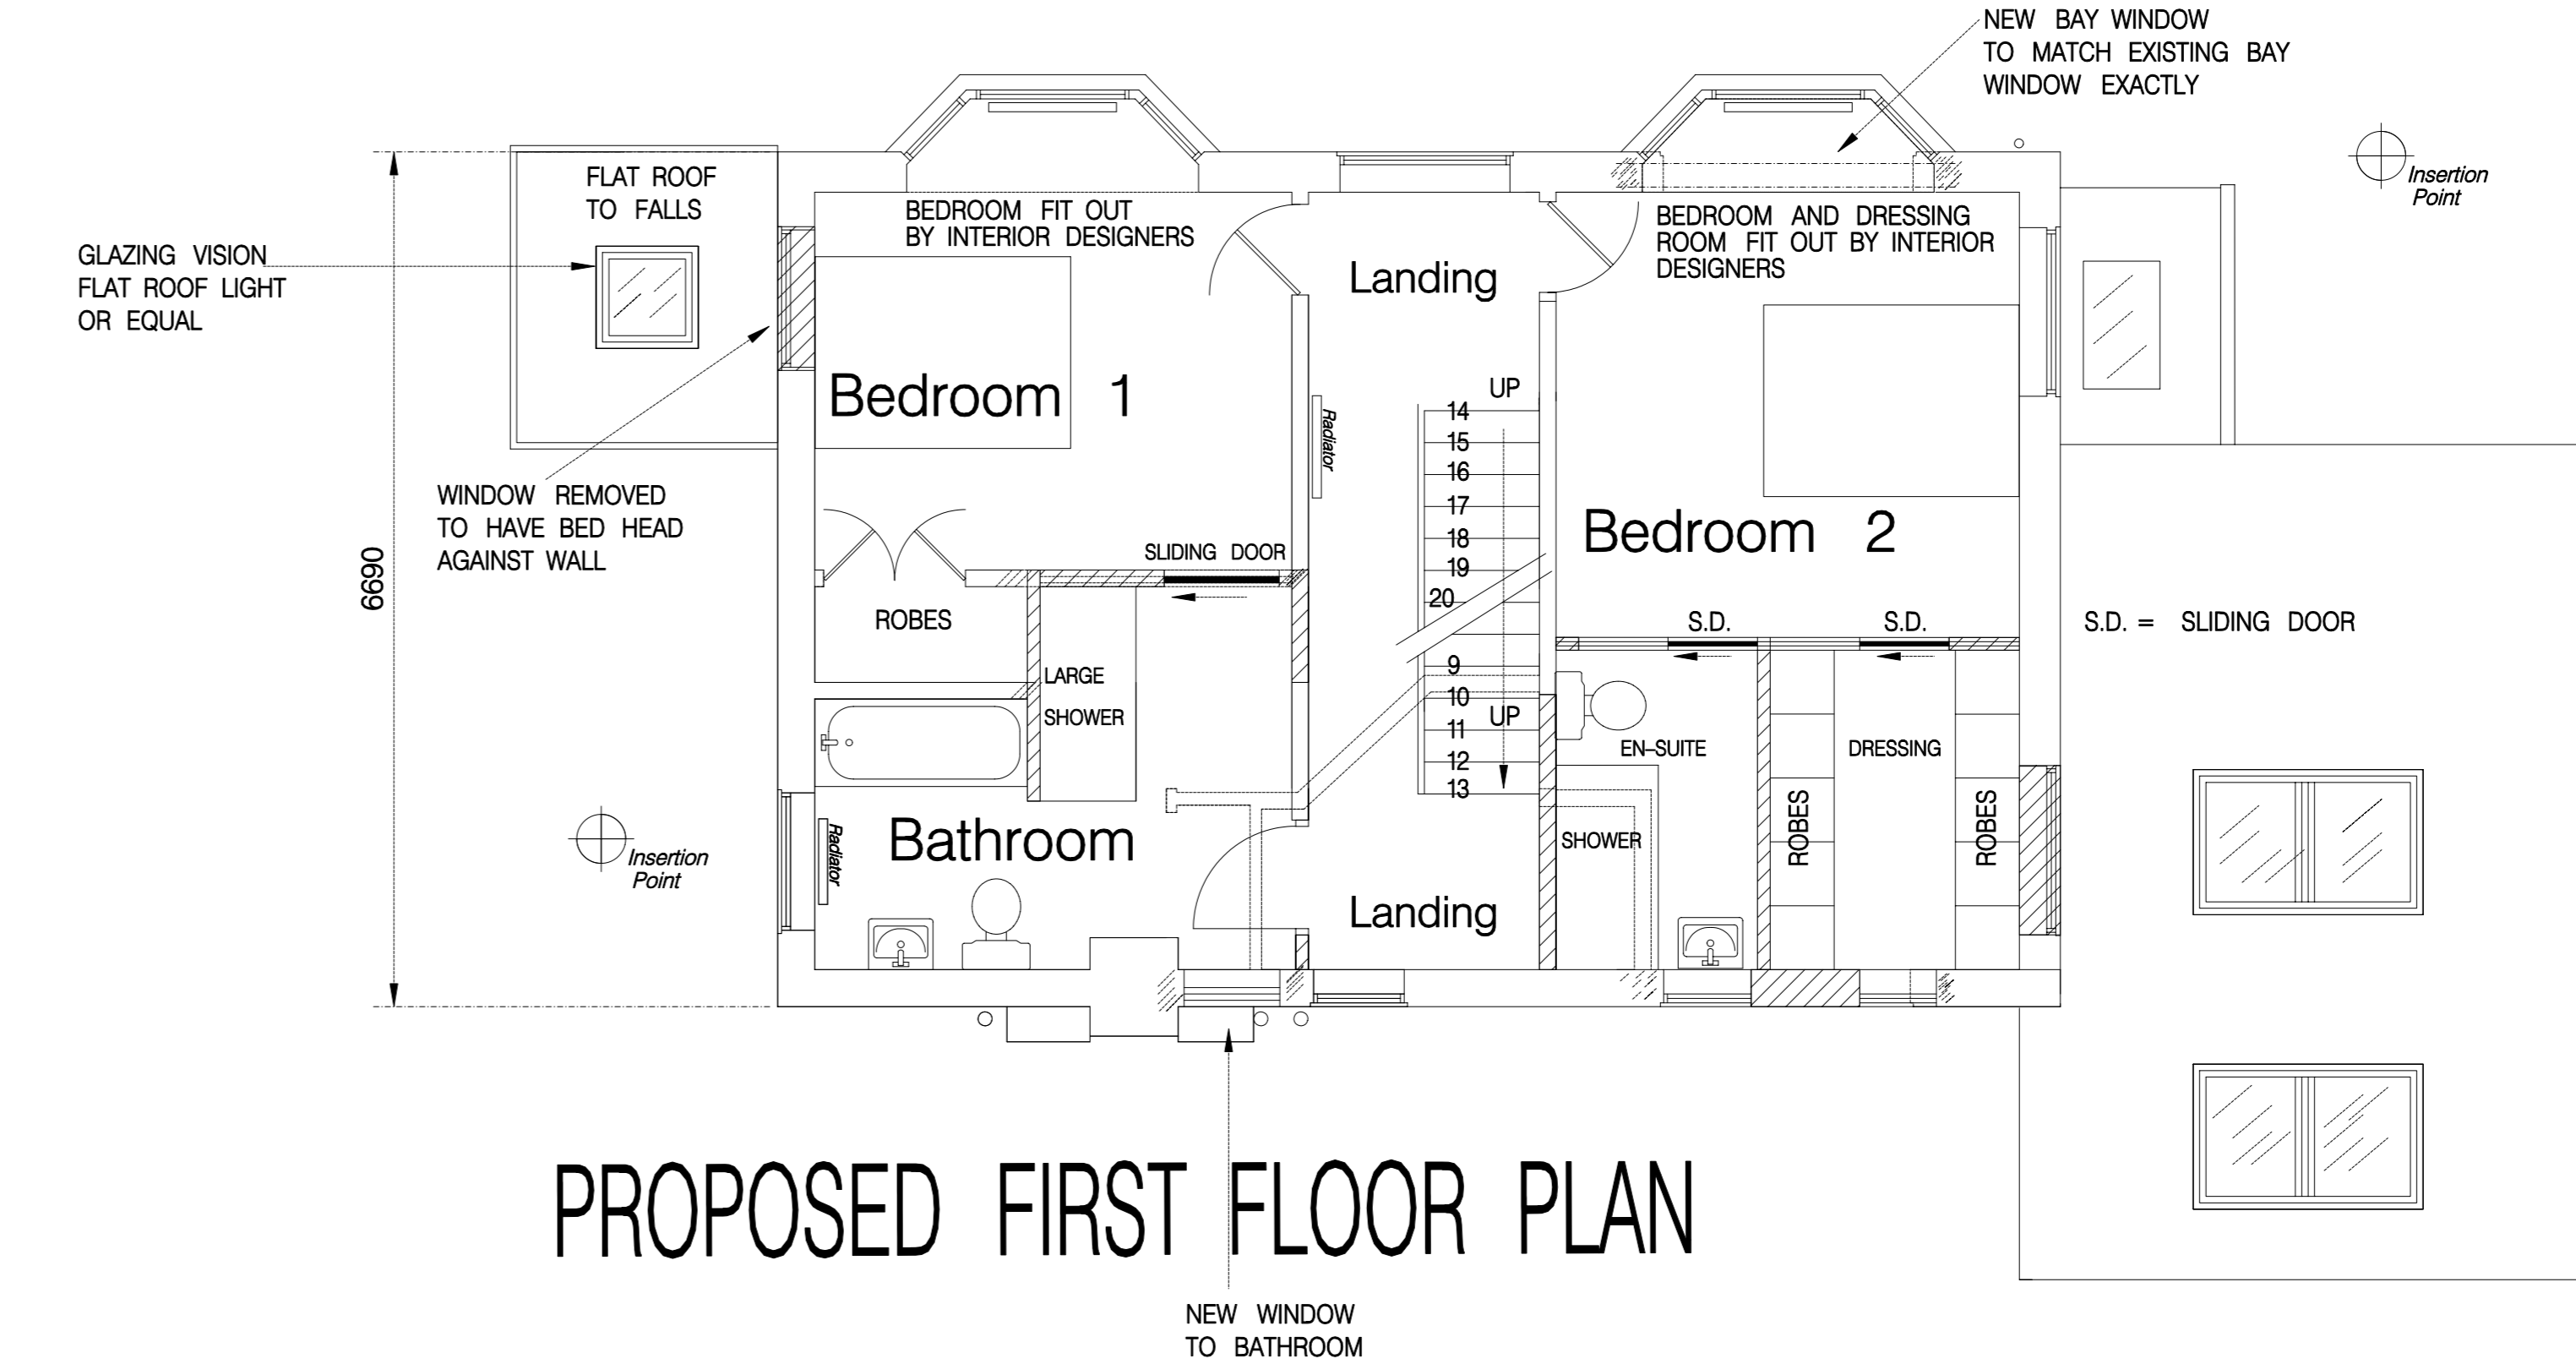 NEW BAY WINDOW
TO MATCH EXISTING BAY
WINDOW EXACTLY
FLAT ROOF
TO FALLS
Insertion
Point
BEDROOM FIT OUT
BY INTERIOR DESIGNERS
BEDROOM AND DRESSING
ROOM FIT OUT BY INTERIOR
DESIGNERS
GLAZING VISION
FLAT ROOF LIGHT
OR EQUAL
Landing
Bedroom 1
UP
14
15
16
17
18
19
20
Radiator
WINDOW REMOVED
TO HAVE BED HEAD
AGAINST WALL
Bedroom 2
SLIDING DOOR
6690
ROBES
S.D.
S.D.
S.D. = SLIDING DOOR
LARGE
SHOWER
9
10
UP
11
12
13
EN-SUITE
DRESSING
ROBES
ROBES
Bathroom
Radiator
SHOWER
Insertion
Point
Landing
PROPOSED FIRST FLOOR PLAN
NEW WINDOW
TO BATHROOM